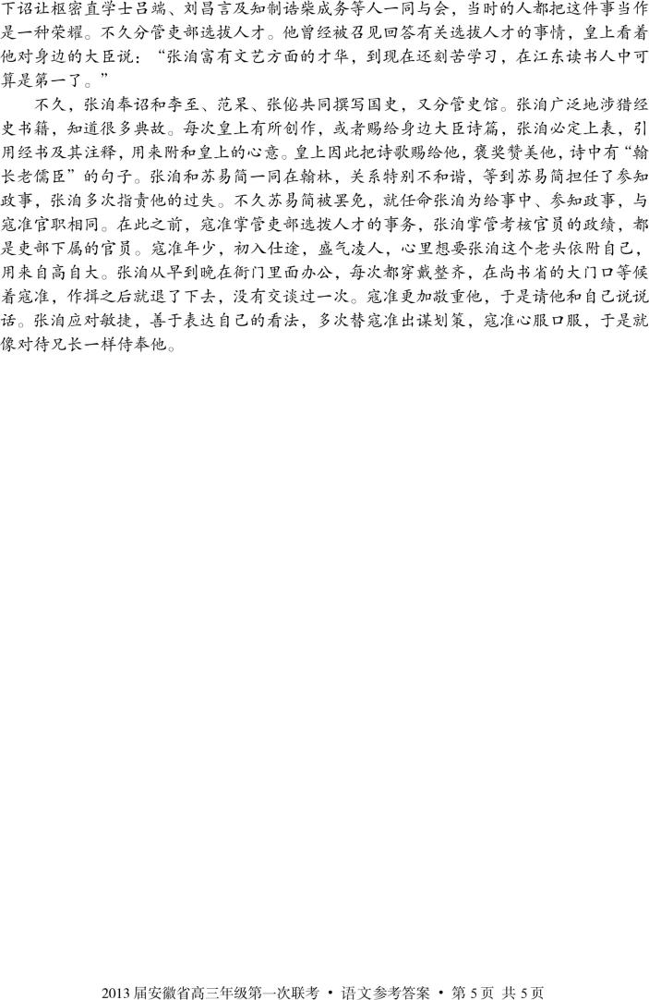 下诏让枢密直学士吕端、刘昌言及知制诰柴成务等人一同与会，当时的人都把这件事当作
是一种荣耀。不久分管吏部选拔人才。他曾经被召见回答有关选拔人才的事情，皇上看着
他对身边的大臣说：“张洎富有文艺方面的才华，到现在还刻苦学习，在江东读书人中可
算是第一了。”
不久，张洎奉诏和李至、范杲、张佖共同撰写国史，又分管史馆。张洎广泛地涉猎经
史书籍，知道很多典故。每次皇上有所创作，或者赐给身边大臣诗篇，张洎必定上表，引
用经书及其注释，用来附和皇上的心意。皇上因此把诗歌赐给他，褒奖赞美他，诗中有“翰
长老儒臣”的句子。张洎和苏易简一同在翰林，关系特别不和谐，等到苏易简担任了参知
政事，张洎多次指责他的过失。不久苏易简被罢免，就任命张洎为给事中、参知政事，与
寇准官职相同。在此之前，寇准掌管吏部选拨人才的事务，张洎掌管考核官员的政绩，都
是吏部下属的官员。寇准年少，初入仕途，盛气凌人，心里想要张洎这个老头依附自己，
用来自高自大。张洎从早到晚在衙门里面办公，每次都穿戴整齐，在尚书省的大门口等候
着寇准，作揖之后就退了下去，没有交谈过一次。寇准更加敬重他，于是请他和自己说说
话。张洎应对敏捷，善于表达自己的看法，多次替寇准出谋划策，寇准心服口服，于是就
像对待兄长一样侍奉他。
2013 届安徽省高三年级第一次联考 • 语文参考答案 • 第 5 页 共 5 页